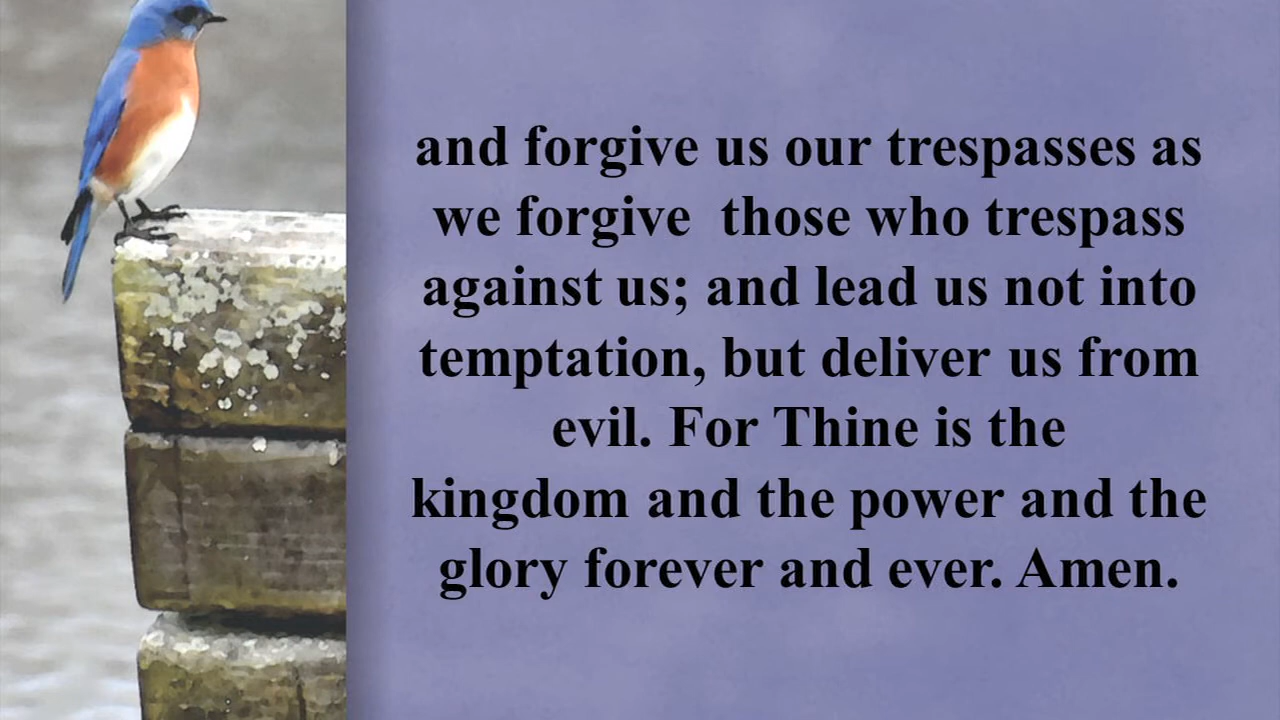 and forgive us our trespasses as
we forgive  those who trespass
against us; and lead us not into
temptation, but deliver us from
evil. For Thine is the
kingdom and the power and the
glory forever and ever. Amen.